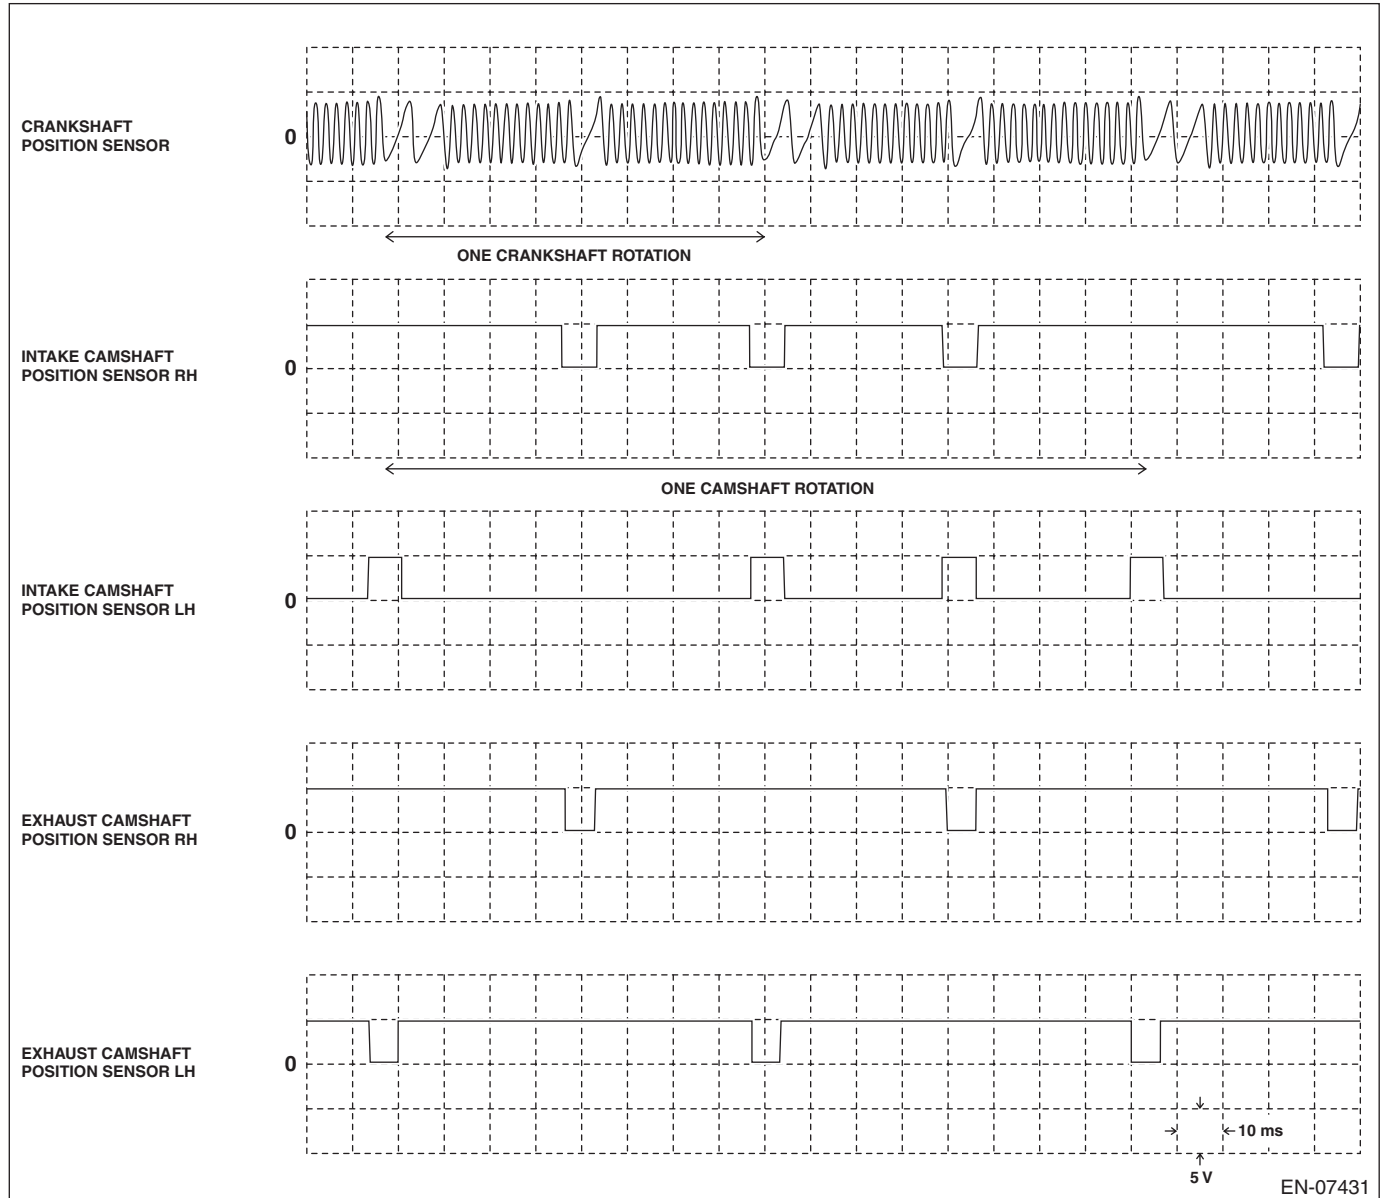 CRANKSHAFT
POSITION SENSOR
0
ONE CRANKSHAFT ROTATION
INTAKE CAMSHAFT
POSITION SENSOR RH
0
ONE CAMSHAFT ROTATION
INTAKE CAMSHAFT
POSITION SENSOR LH
0
EXHAUST CAMSHAFT
POSITION SENSOR RH
0
EXHAUST CAMSHAFT
POSITION SENSOR LH
0
10 ms
5 V
EN-07431